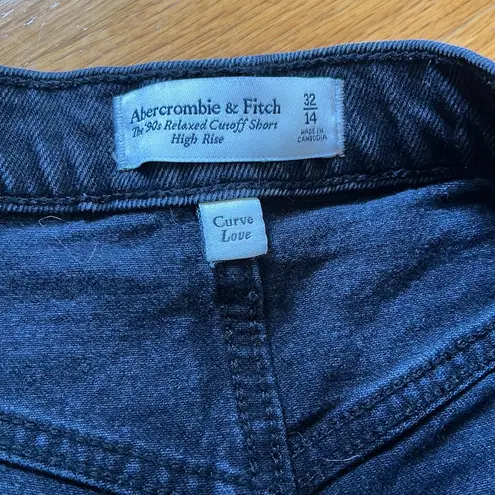 Abercrombie & Fitch
The '90s Relaxed Cutoff Short
High Rise
32
14
MADE IN
CAMBODIA
Curve
Love